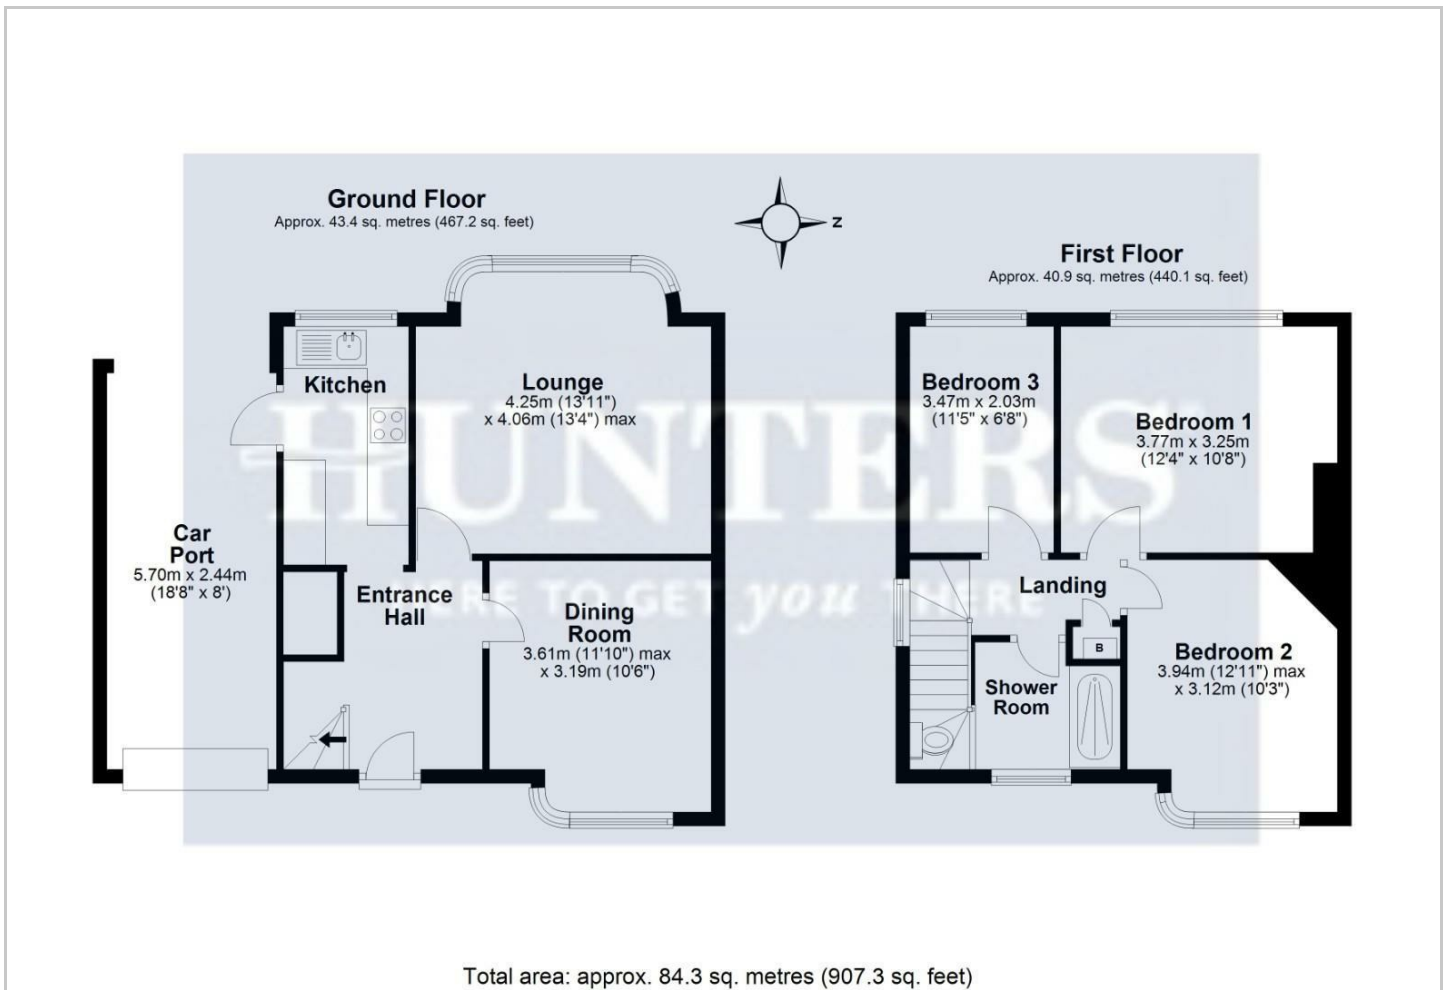 Ground Floor
Approx. 43.4 sq. metres (467.2 sq. feet)
Z
First Floor
Approx. 40.9 sq. metres (440.1 sq. feet)
Kitchen
Lounge
4.25m (13'11")
x 4.06m (13'4") max
Bedroom 3
3.47m x 2.03m
(11'5" x 6'8")
Bedroom 1
3.77m x 3.25m
(12'4" x 10'8")
HUNTERS
HERE TO GET you THERE
Car
Port
5.70m x 2.44m
(18'8" x 8')
Entrance
Hall
Dining
Room
3.61m (11'10") max
x 3.19m (10'6")
Landing
B
Bedroom 2
3.94m (12'11") max
x 3.12m (10'3")
Shower
Room
Total area: approx. 84.3 sq. metres (907.3 sq. feet)